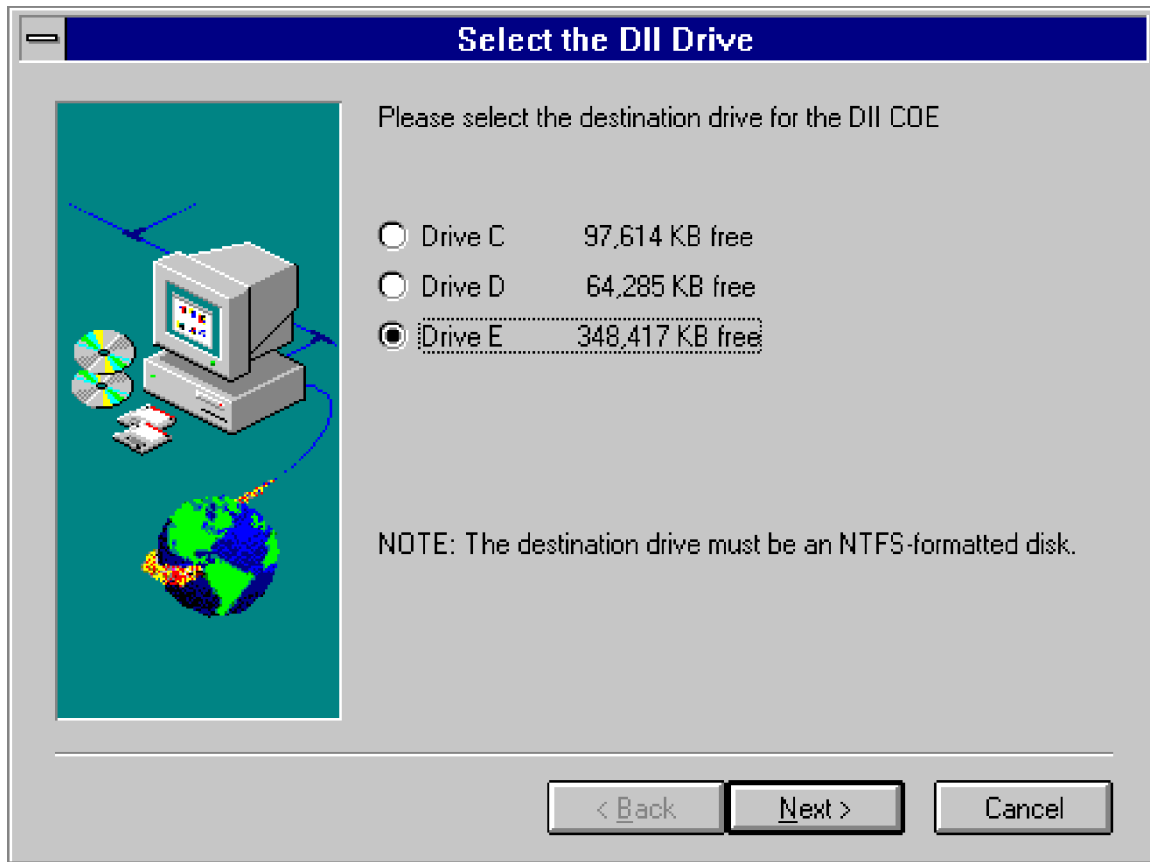 Select the DII Drive
Please select the destination drive for the DII COE
Drive C 97,614 KB free
Drive D 64,285 KB free
Drive E 348,417 KB free
NOTE: The destination drive must be an NTFS-formatted disk.
< Back Next > Cancel